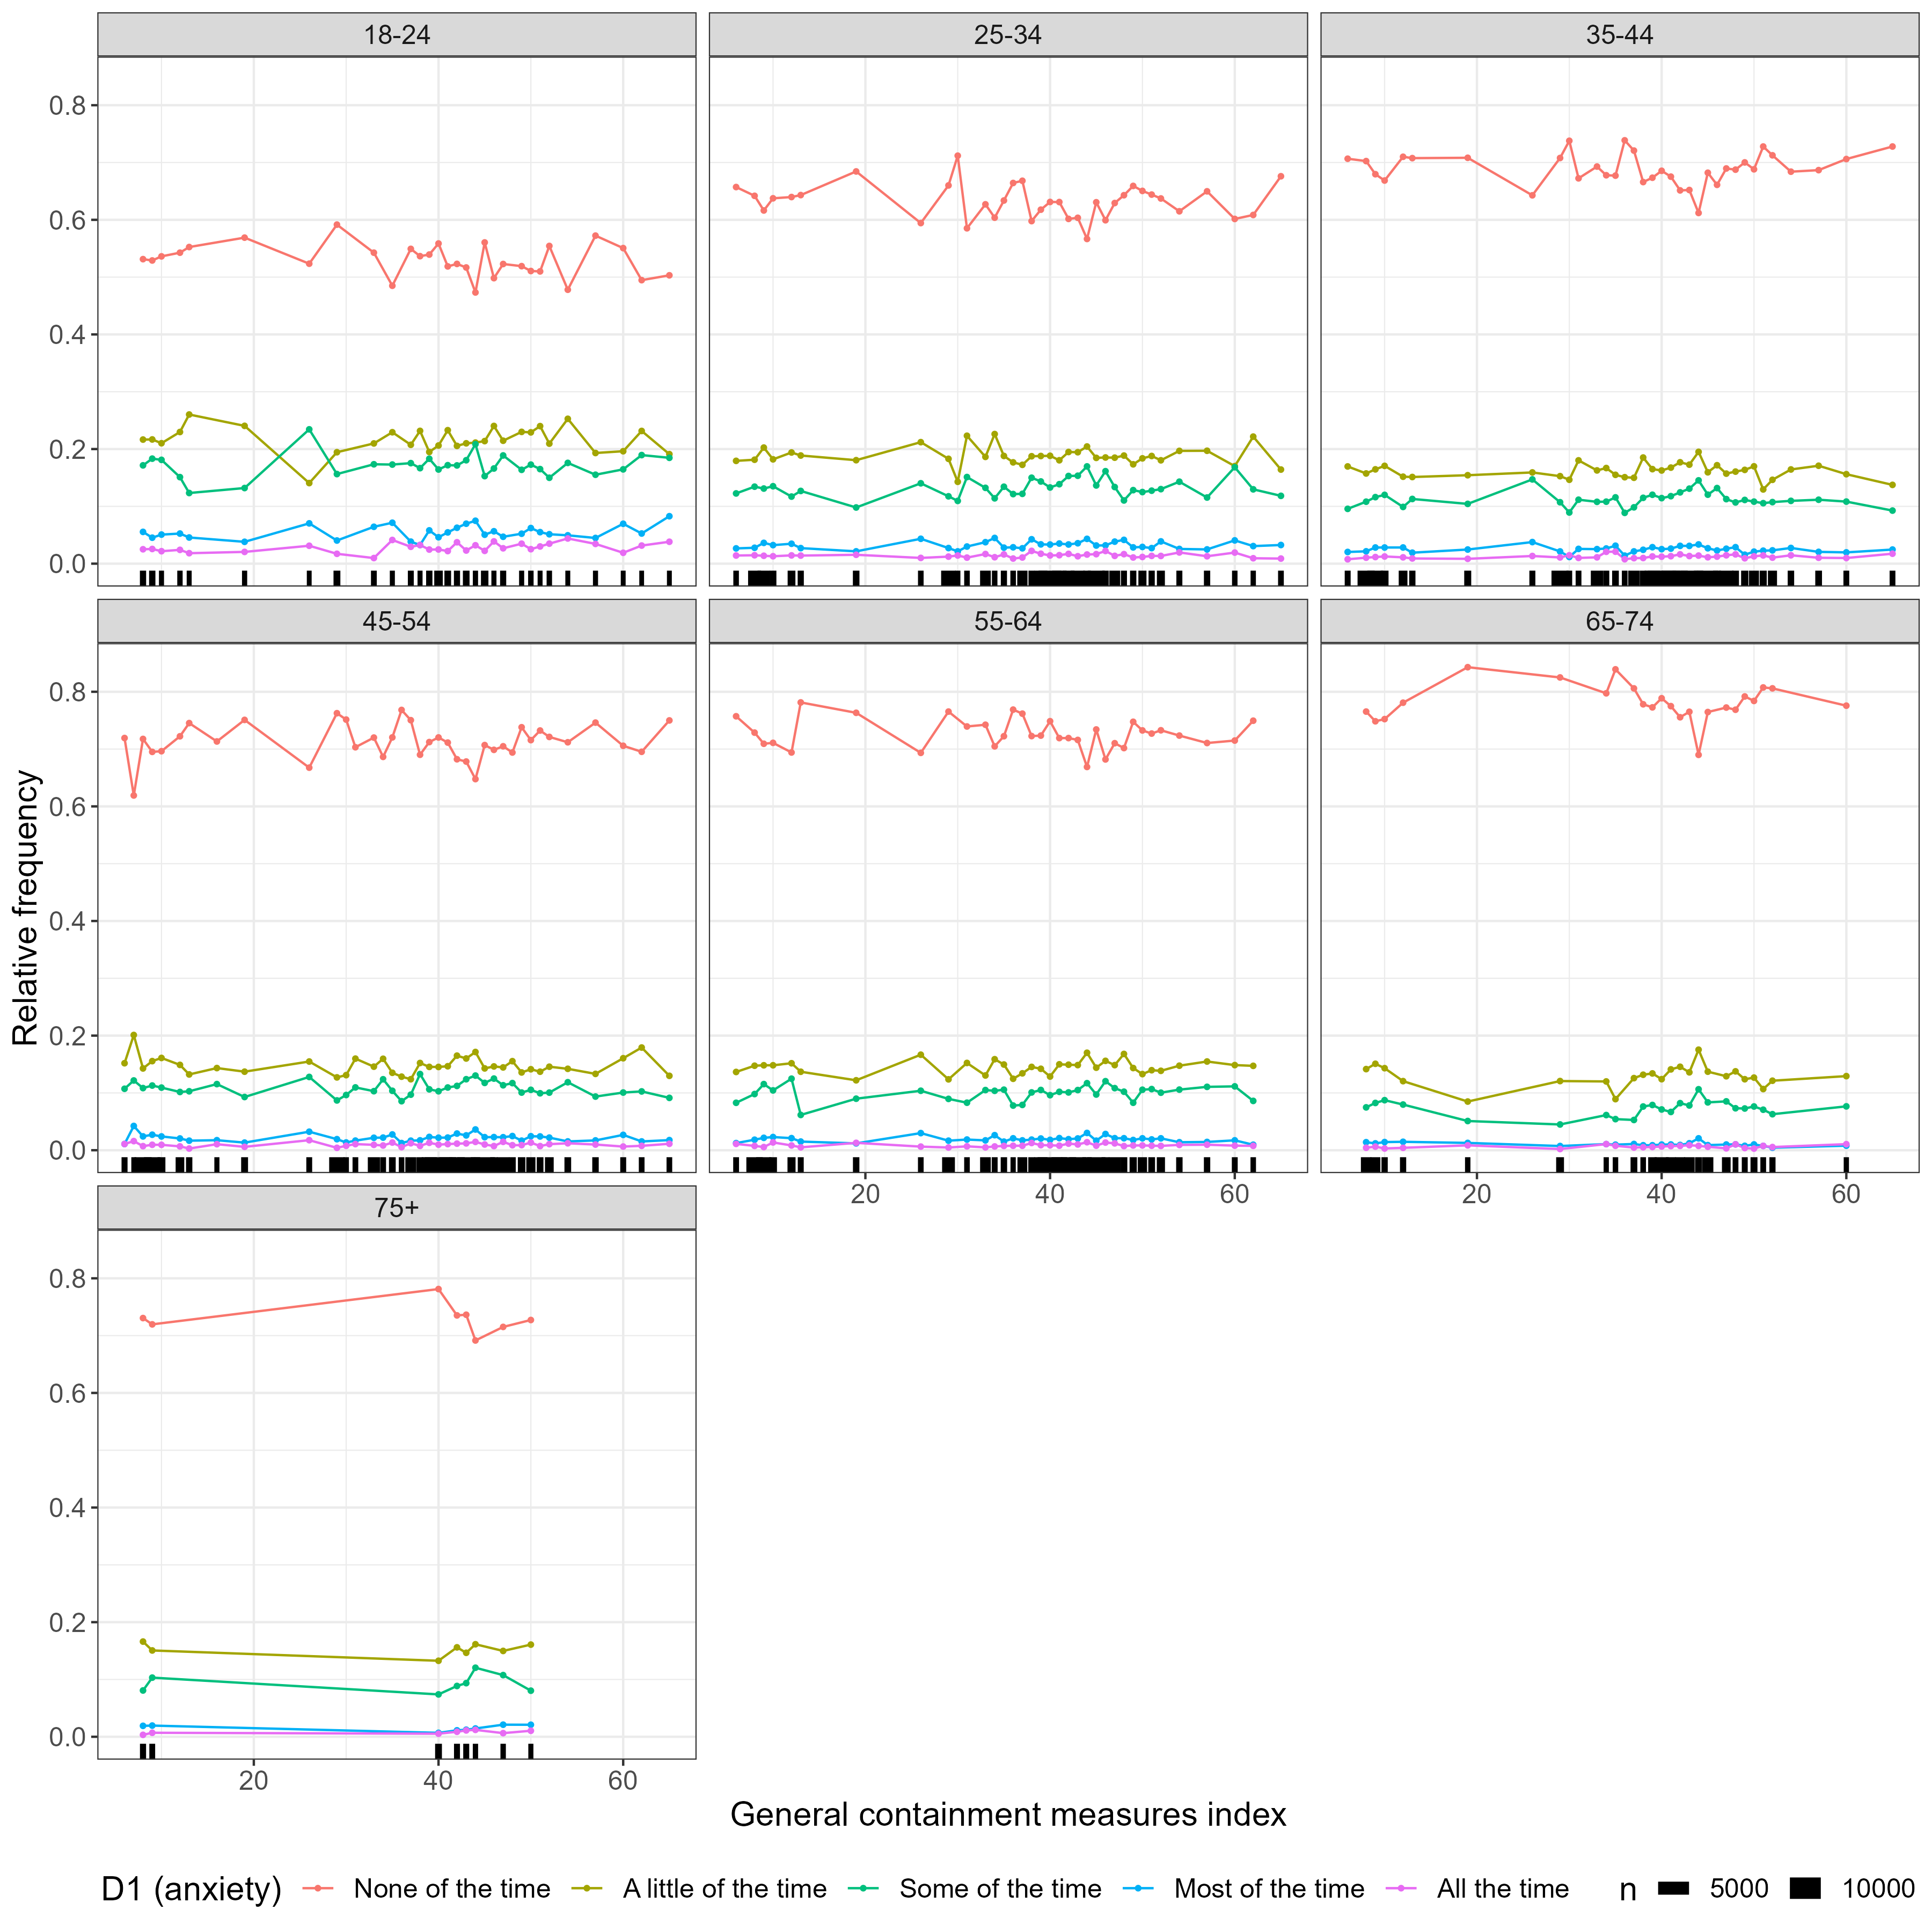 18-24 25-34 35-44
0.8
0.6
0.4
0.2
0.0
45-54 55-64 65-74
0.8
0.6
0.4
0.2
0.0
20 40 60 20 40 60
75+
0.8
0.6
0.4
0.2
0.0
20 40 60
Relative frequency
General containment measures index
D1 (anxiety) None of the time A little of the time Some of the time Most of the time All the time n 5000 10000